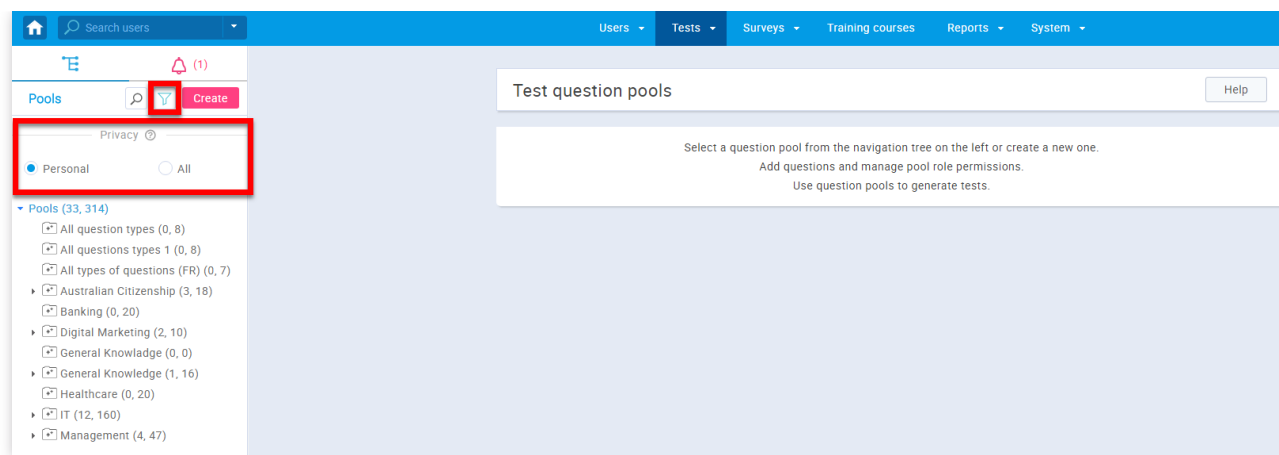 Search users
Users
Tests
Surveys
Training courses
Reports
System
(1)
Pools
Create
Privacy
Personal
All
Pools (33, 314)
All question types (0, 8)
All questions types 1 (0, 8)
All types of questions (FR) (0, 7)
Australian Citizenship (3, 18)
Banking (0, 20)
Digital Marketing (2, 10)
General Knowladge (0, 0)
General Knowledge (1, 16)
Healthcare (0, 20)
IT (12, 160)
Management (4, 47)
Test question pools
Help
Select a question pool from the navigation tree on the left or create a new one.
Add questions and manage pool role permissions.
Use question pools to generate tests.